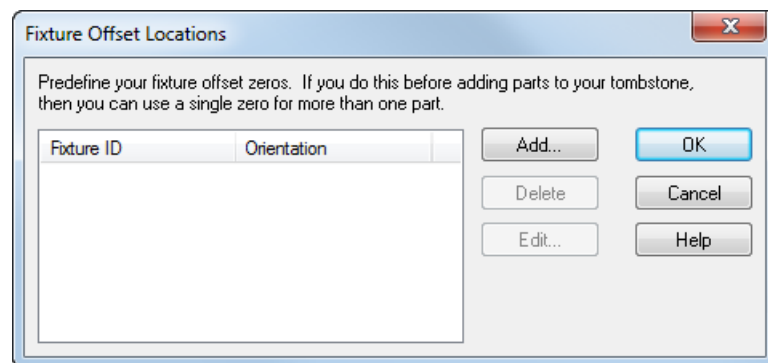 Fixture Offset Locations
Predefine your fixture offset zeros. If you do this before adding parts to your tombstone,
then you can use a single zero for more than one part.
Fixture ID Orientation
Add... OK
Delete Cancel
Edit... Help